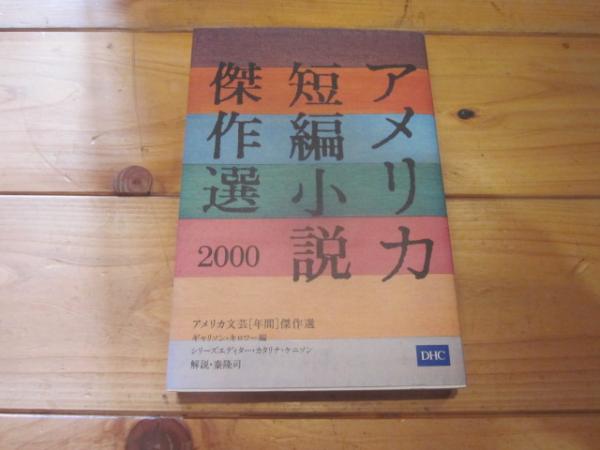 アメリカ
短編小説
傑作選
2000
アメリカ文芸[年間]傑作選
ギャリソン・キロワー編
シリーズエディター・カタリナ・ケニソン
解説・秦隆司
DHC